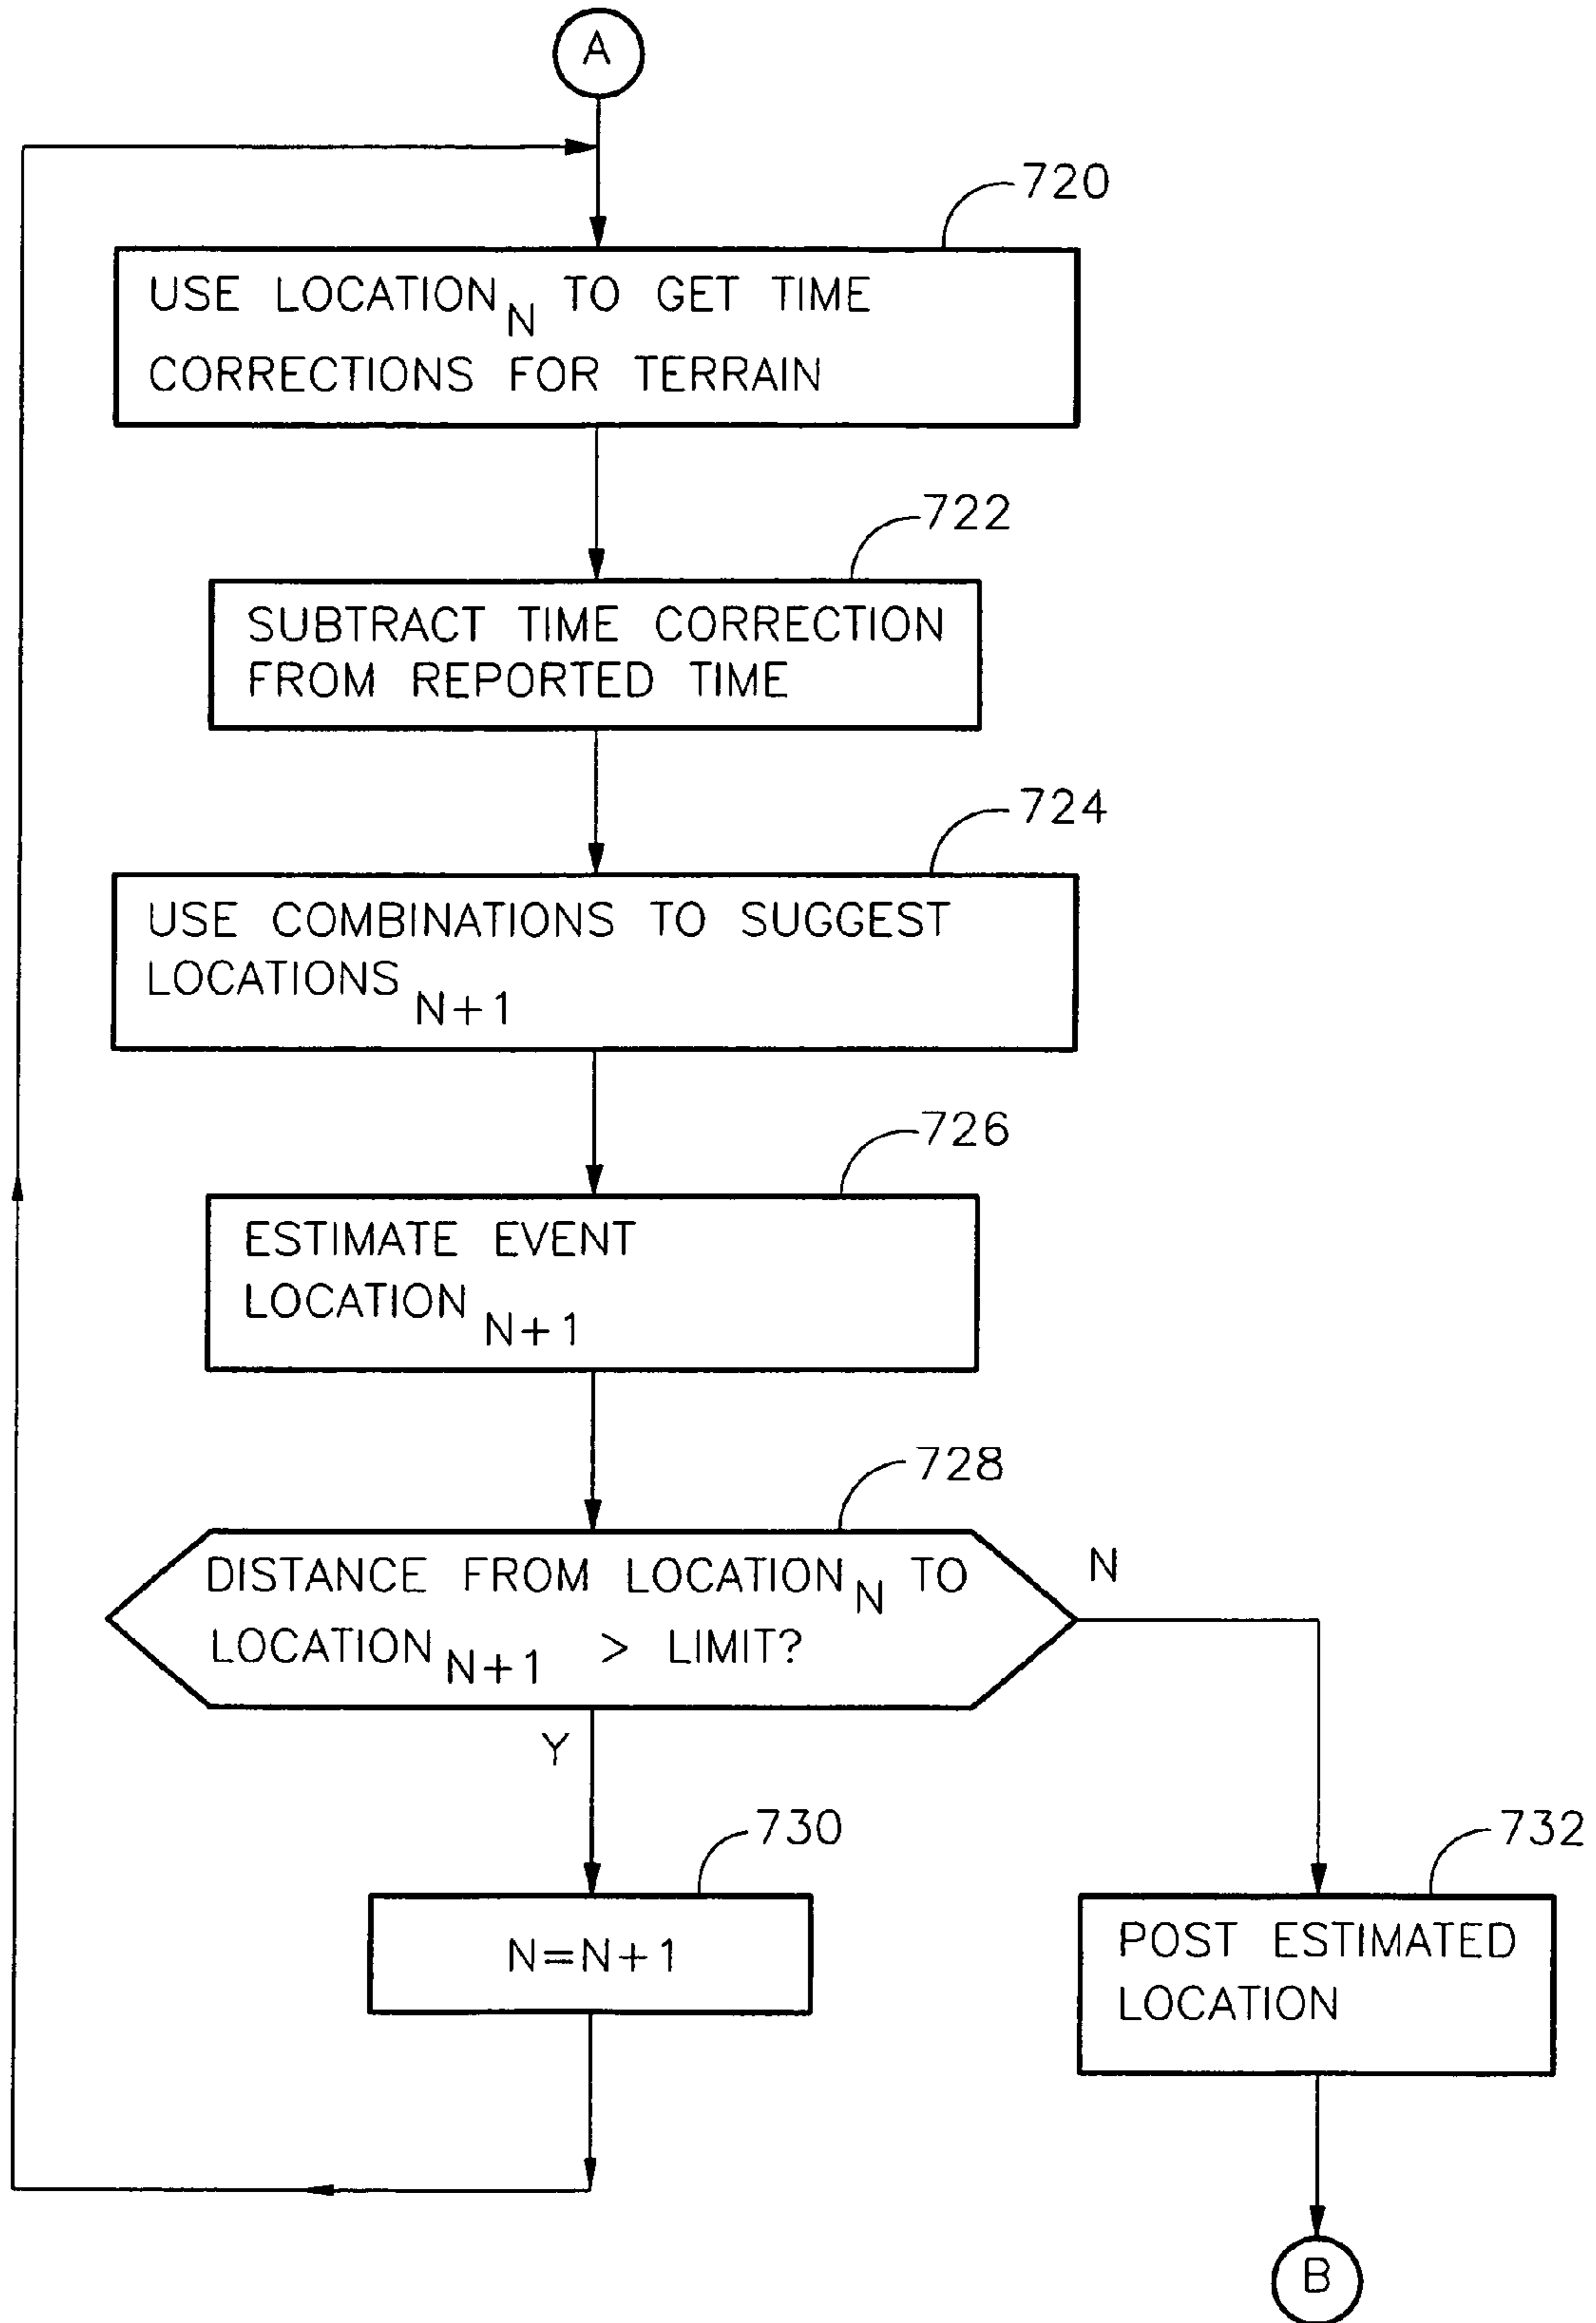 A
720
USE LOCATION N TO GET TIME
CORRECTIONS FOR TERRAIN
722
SUBTRACT TIME CORRECTION
FROM REPORTED TIME
724
USE COMBINATIONS TO SUGGEST
LOCATIONS N+1
726
ESTIMATE EVENT
LOCATION N+1
728
DISTANCE FROM LOCATION N TO
LOCATION N+1 > LIMIT?
N
Y
730
N=N+1
732
POST ESTIMATED
LOCATION
B